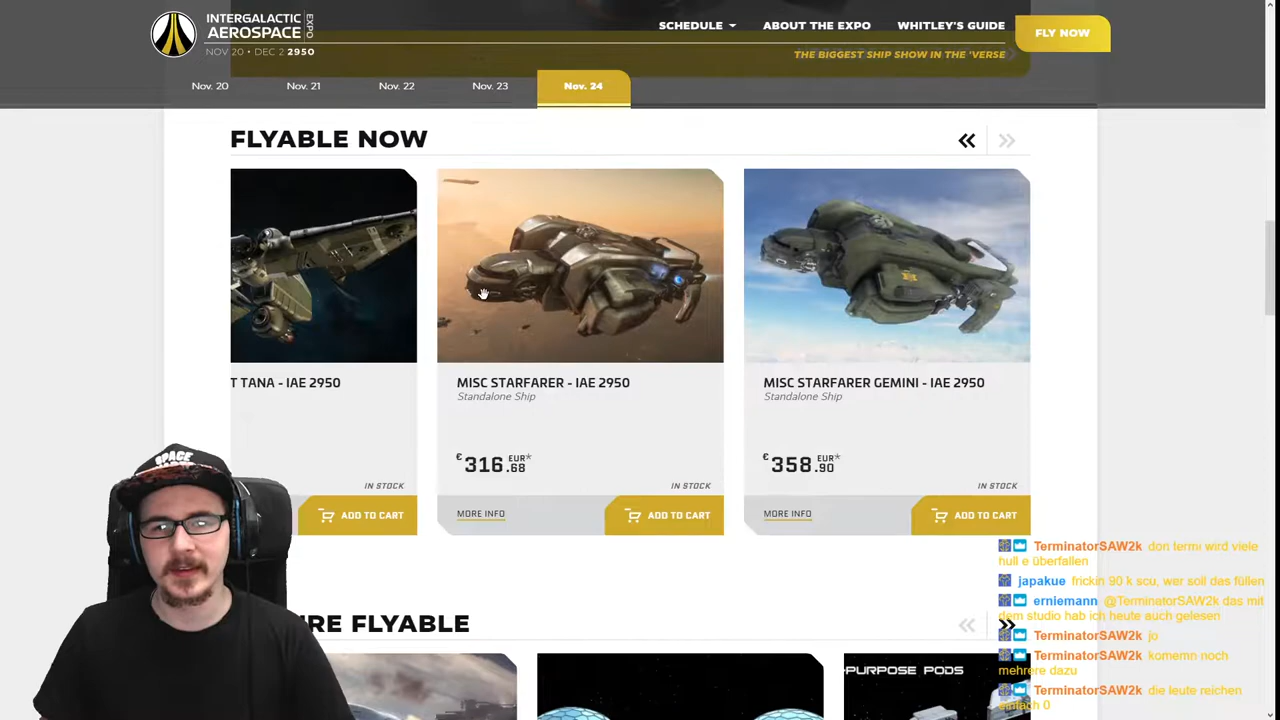 INTERGALACTIC
AEROSPACE
EXPO
NOV 20 • DEC 2 2950
SCHEDULE
ABOUT THE EXPO
WHITLEY'S GUIDE
FLY NOW
THE BIGGEST SHIP SHOW IN THE 'VERSE
Nov. 20
Nov. 21
Nov. 22
Nov. 23
Nov. 24
FLYABLE NOW
T TANA - IAE 2950
IN STOCK
ADD TO CART
MISC STARFARER - IAE 2950
Standalone Ship
€ 316.68 EUR*
IN STOCK
MORE INFO
ADD TO CART
MISC STARFARER GEMINI - IAE 2950
Standalone Ship
€ 358.90 EUR*
IN STOCK
MORE INFO
ADD TO CART
IRE FLYABLE
-PURPOSE PODS
SPACE
TerminatorSAW2k don termi wird viele
hull e überfallen
japakue frickin 90 k scu, wer soll das füllen
erniemann @TerminatorSAW2k das mit
dem studio hab ich heute auch gelesen
TerminatorSAW2k jo
TerminatorSAW2k komemn noch
mehrere dazu
TerminatorSAW2k die leute reichen
einfach 0